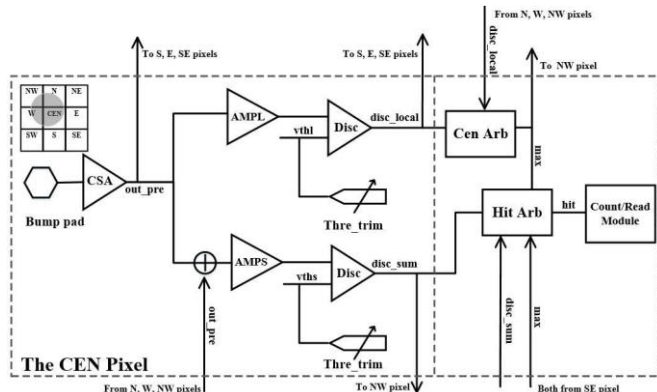 From N, W, NW pixels
To S, E, SE pixels
To S, E, SE pixels
disc_local
To NW pixel
NW N NE
W CEN E
SW S SE
AMPL
Disc
disc_local
Cen Arb
vthl
CSA
out_pre
Bump pad
max
Thre_trim
Hit Arb
hit
Count/Read
Module
AMPS
Disc
disc_sum
vths
out_pre
Thre_trim
disc_sum
max
The CEN Pixel
From N, W, NW pixels
To NW pixel
Both from SE pixel